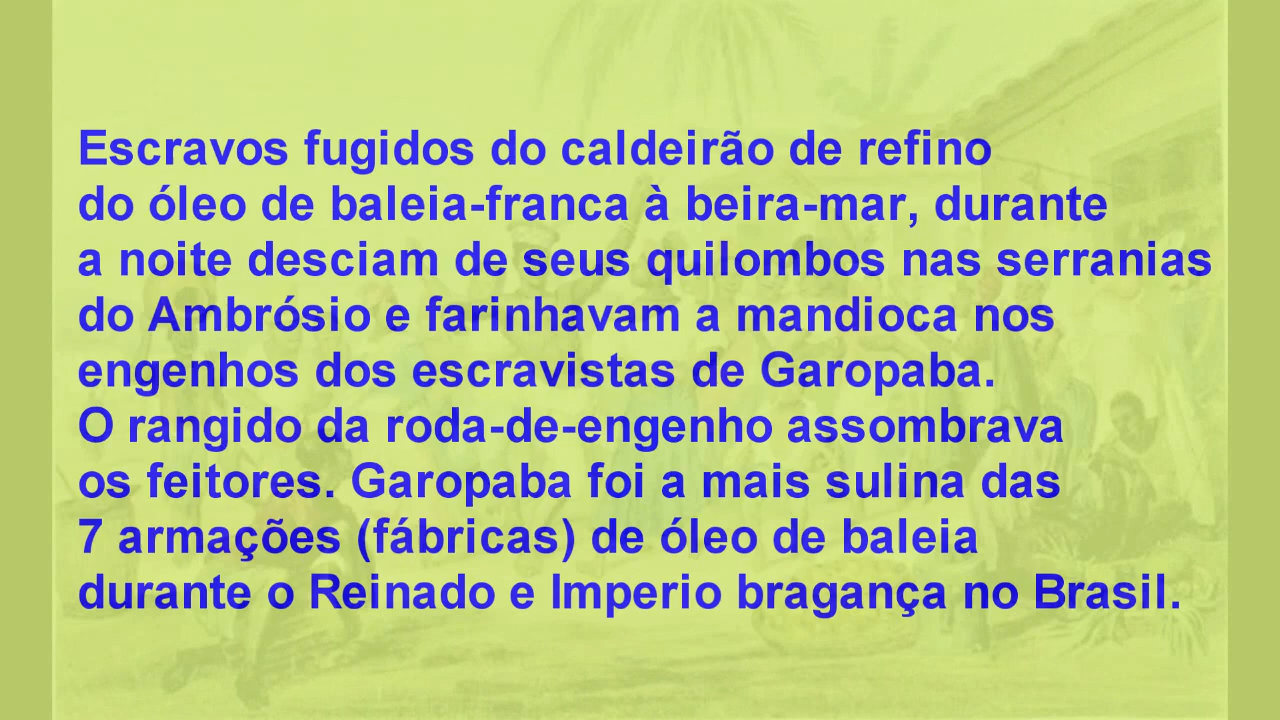 Escravos fugidos do caldeirão de refino
do óleo de baleia-franca à beira-mar, durante
a noite desciam de seus quilombos nas serranias
do Ambrósio e farinhavam a mandioca nos
engenhos dos escravistas de Garopaba.
O rangido da roda-de-engenho assombrava
os feitores. Garopaba foi a mais sulina das
7 armações (fábricas) de óleo de baleia
durante o Reinado e Imperio bragança no Brasil.